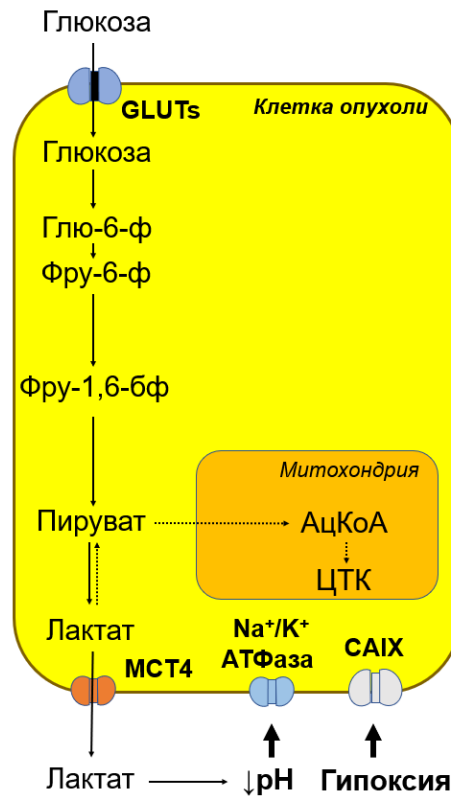 Глюкоза
GLUTs
Клетка опухоли
Глюкоза
Глю-6-ф
Фру-6-ф
Фру-1,6-бф
Митохондрия
Пируват
АцКоА
ЦТК
Лактат
MCT4
Na⁺/K⁺
АТФаза
CAIX
Лактат
↓pH
Гипоксия